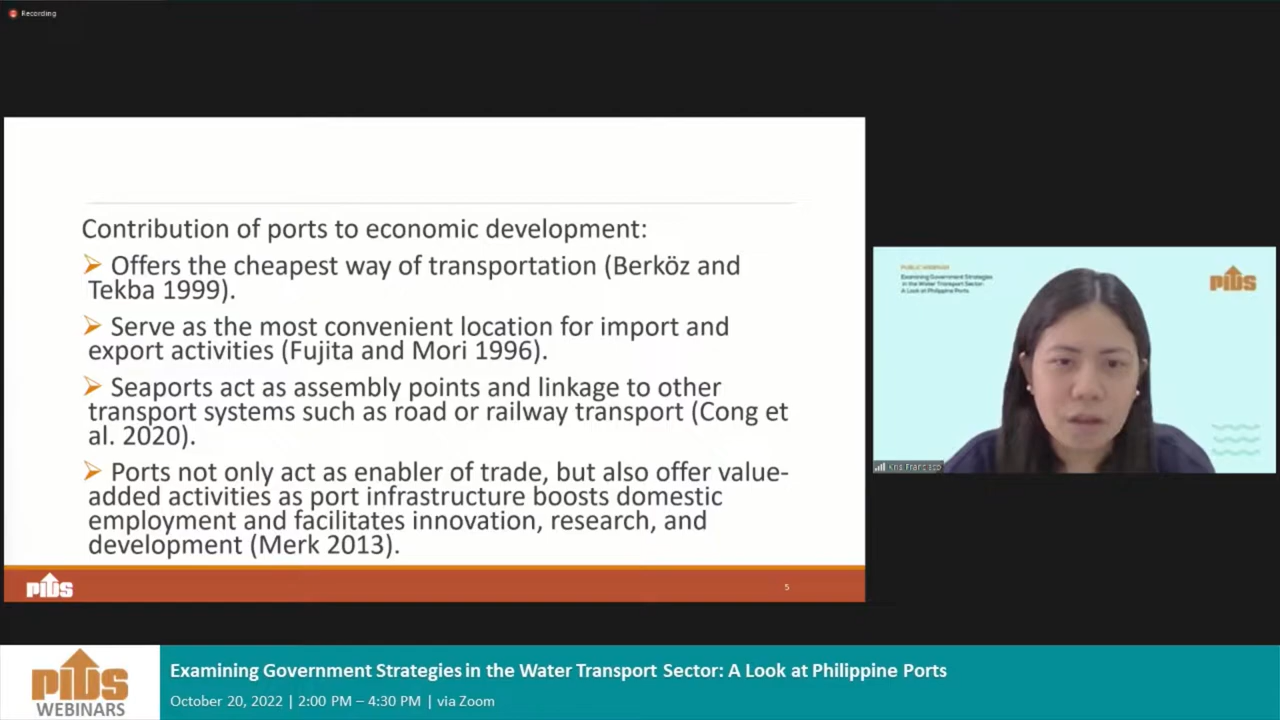 Recording
Contribution of ports to economic development:
➢ Offers the cheapest way of transportation (Berköz and
Tekba 1999).
➢ Serve as the most convenient location for import and
export activities (Fujita and Mori 1996).
➢ Seaports act as assembly points and linkage to other
transport systems such as road or railway transport (Cong et
al. 2020).
➢ Ports not only act as enabler of trade, but also offer value-
added activities as port infrastructure boosts domestic
employment and facilitates innovation, research, and
development (Merk 2013).
PIDS
5
PUBLIC WEBINAR
Examining Government Strategies
in the Water Transport Sector:
A Look at Philippine Ports
PIDS
Kris Francisco
PIDS
WEBINARS
Examining Government Strategies in the Water Transport Sector: A Look at Philippine Ports
October 20, 2022 | 2:00 PM – 4:30 PM | via Zoom